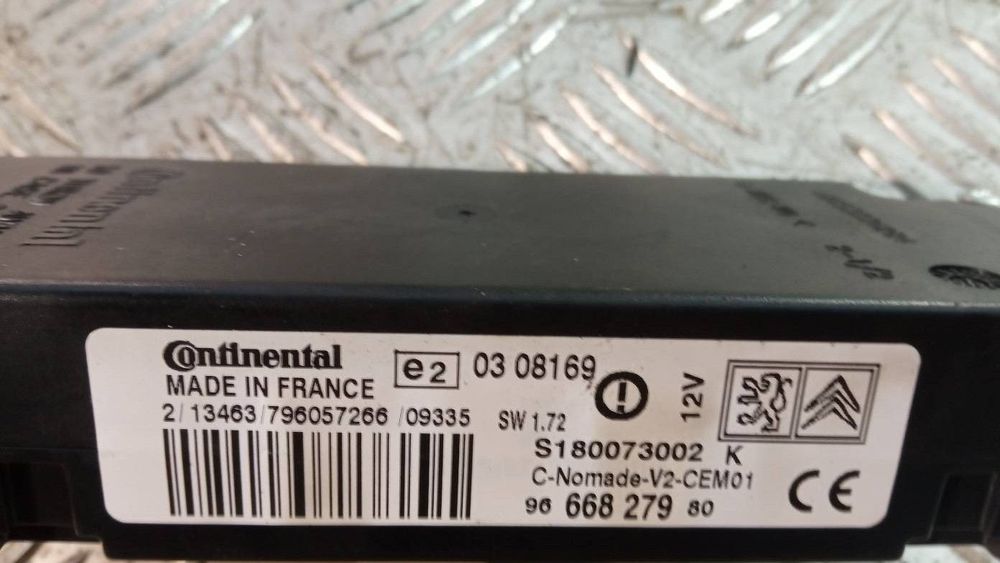 Continental
Continental
MADE IN FRANCE
e2
03 08169
2/13463/796057266/09335
SW 1.72
12V
S180073002 K
C-Nomade-V2-CEM01
96 668 279 80
CE